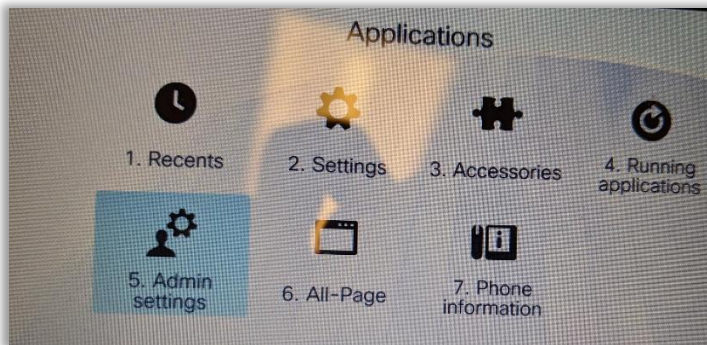 Applications
1. Recents
2. Settings
3. Accessories
4. Running
applications
5. Admin
settings
6. All-Page
7. Phone
information